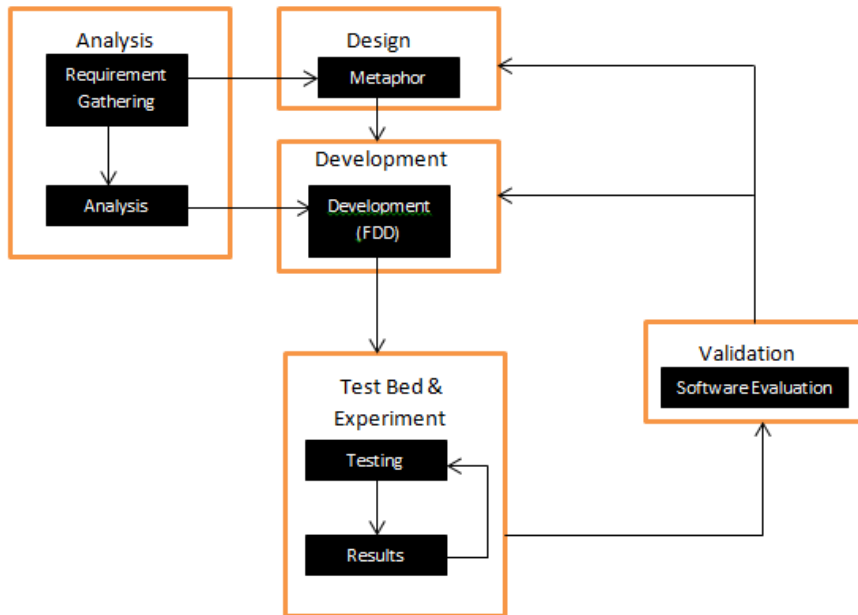 Analysis
Requirement
Gathering
Analysis
Design
Metaphor
Development
Development
(FDD)
Test Bed &
Experiment
Testing
Results
Validation
Software Evaluation